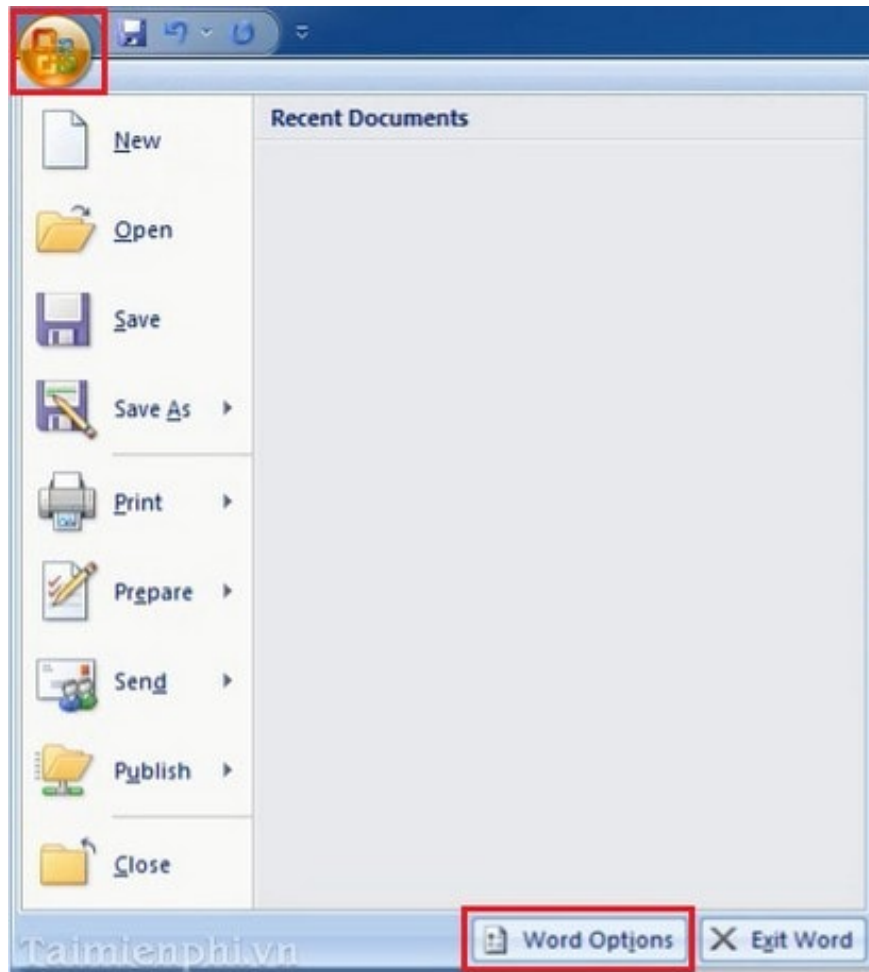 Recent Documents
New
Open
Save
Save As
Print
Prepare
Send
Publish
Close
Word Options
Exit Word
Taimienphi.vn